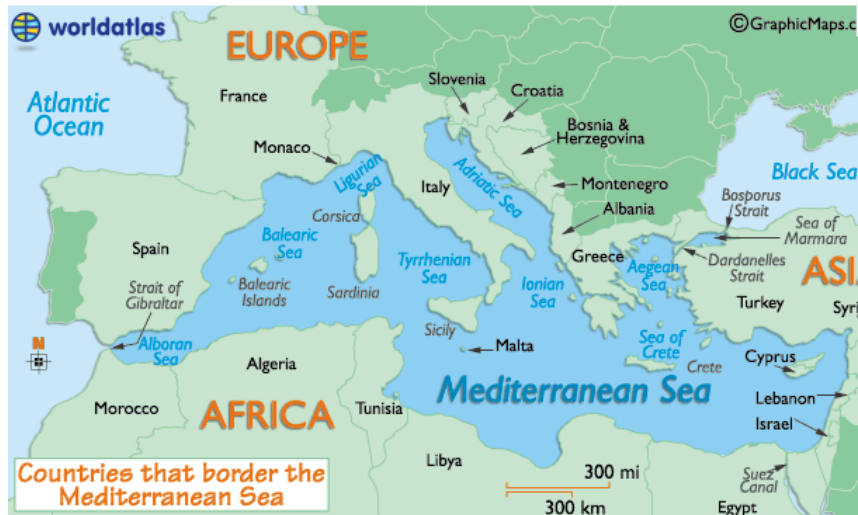 worldatlas
©GraphicMaps.c
EUROPE
Slovenia
Croatia
France
Atlantic
Ocean
Bosnia &
Herzegovina
Monaco
Ligurian
Sea
Adriatic Sea
Black Sea
Italy
Montenegro
Bosporus
Strait
Corsica
Albania
Sea of
Marmara
Spain
Balearic
Sea
Tyrrhenian
Sea
Greece
Aegean
Sea
Dardanelles
Strait
ASI
Strait of
Gibraltar
Balearic
Islands
Sardinia
Ionian
Sea
Turkey
Syri
N
Alboran
Sea
Sicily
Malta
Sea of
Crete
Crete
Cyprus
Algeria
Mediterranean Sea
Lebanon
Morocco
AFRICA
Tunisia
Israel
Countries that border the
Mediterranean Sea
Libya
300 mi
300 km
Suez
Canal
Egypt